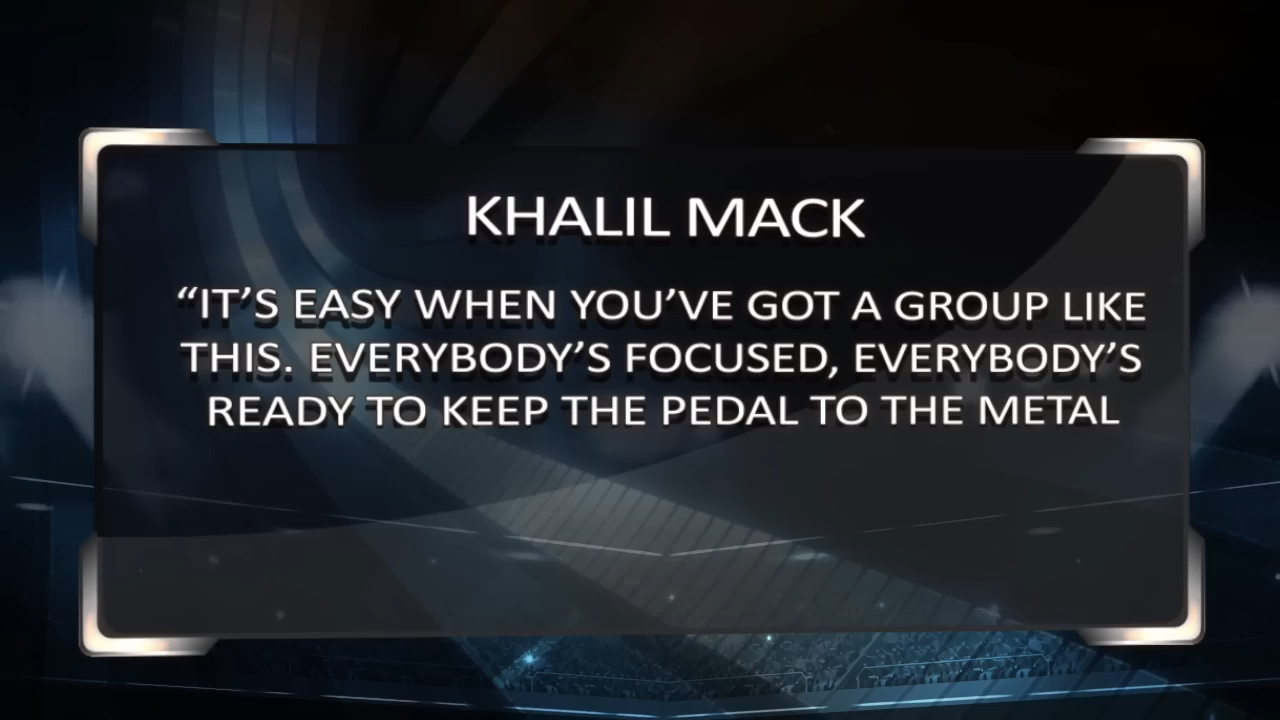 KHALIL MACK
“IT’S EASY WHEN YOU’VE GOT A GROUP LIKE
THIS. EVERYBODY’S FOCUSED, EVERYBODY’S
READY TO KEEP THE PEDAL TO THE METAL